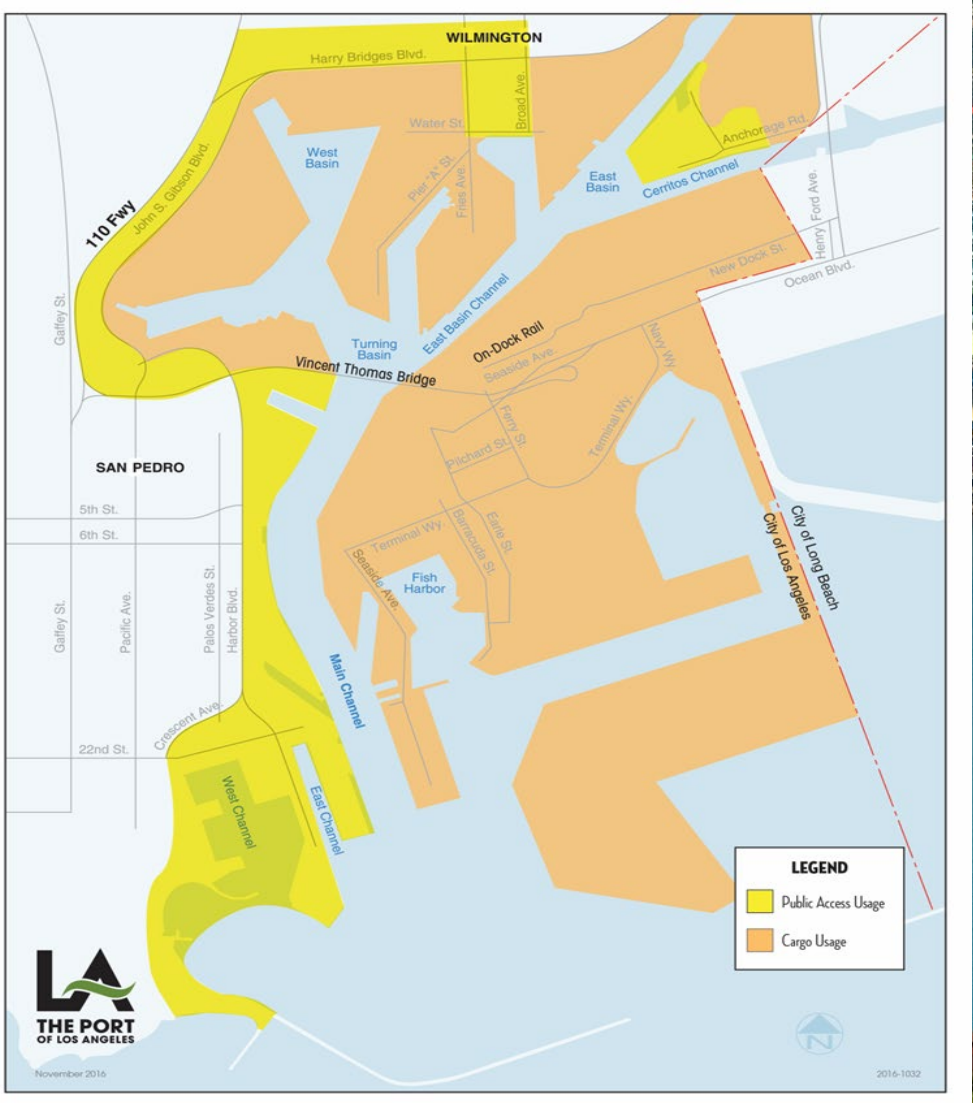 WILMINGTON
Harry Bridges Blvd.
Broad Ave.
Water St.
Anchorage Rd.
West
Basin
Pier "A" St.
Fries Ave.
East
Basin
Cerritos Channel
John S. Gibson Blvd.
110 Fwy
Henry Ford Ave.
New Dock St.
Ocean Blvd.
Gaffey St.
East Basin Channel
Turning
Basin
On-Dock Rail
Seaside Ave.
Navy Wy.
Vincent Thomas Bridge
Ferry St.
Terminal Wy.
Pilchard St.
SAN PEDRO
5th St.
6th St.
Terminal Wy.
Barracuda St.
Earle St.
City of Long Beach
City of Los Angeles
Seaside Ave.
Fish
Harbor
Gaffey St.
Pacific Ave.
Palos Verdes St.
Harbor Blvd.
Main Channel
Crescent Ave.
22nd St.
West Channel
East Channel
LEGEND
Public Access Usage
Cargo Usage
LA
THE PORT
OF LOS ANGELES
N
November 2016
2016-1032